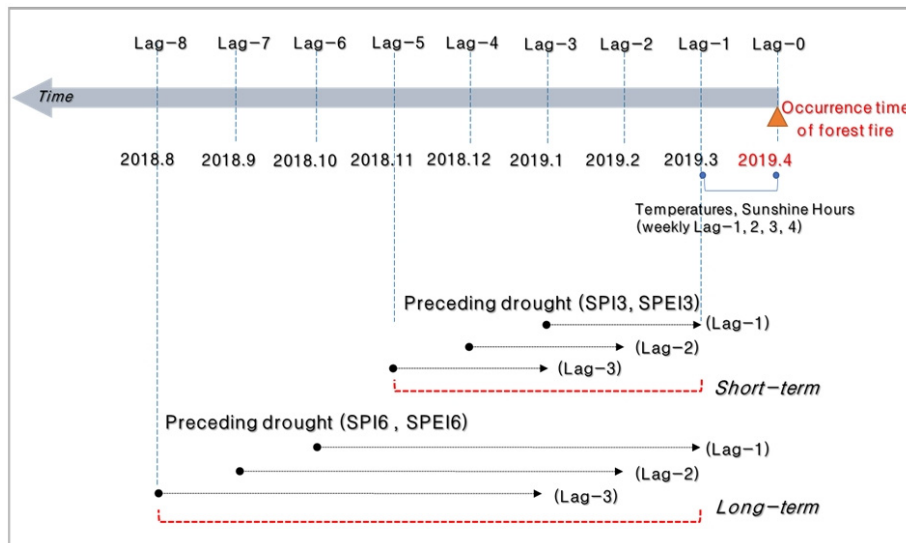 Lag-8 Lag-7 Lag-6 Lag-5 Lag-4 Lag-3 Lag-2 Lag-1 Lag-0
Time
Occurrence time
of forest fire
2018.8 2018.9 2018.10 2018.11 2018.12 2019.1 2019.2 2019.3 2019.4
Temperatures, Sunshine Hours
(weekly Lag-1, 2, 3, 4)
Preceding drought (SPI3, SPEI3)
(Lag-1)
(Lag-2)
(Lag-3)
Short-term
Preceding drought (SPI6 , SPEI6)
(Lag-1)
(Lag-2)
(Lag-3)
Long-term